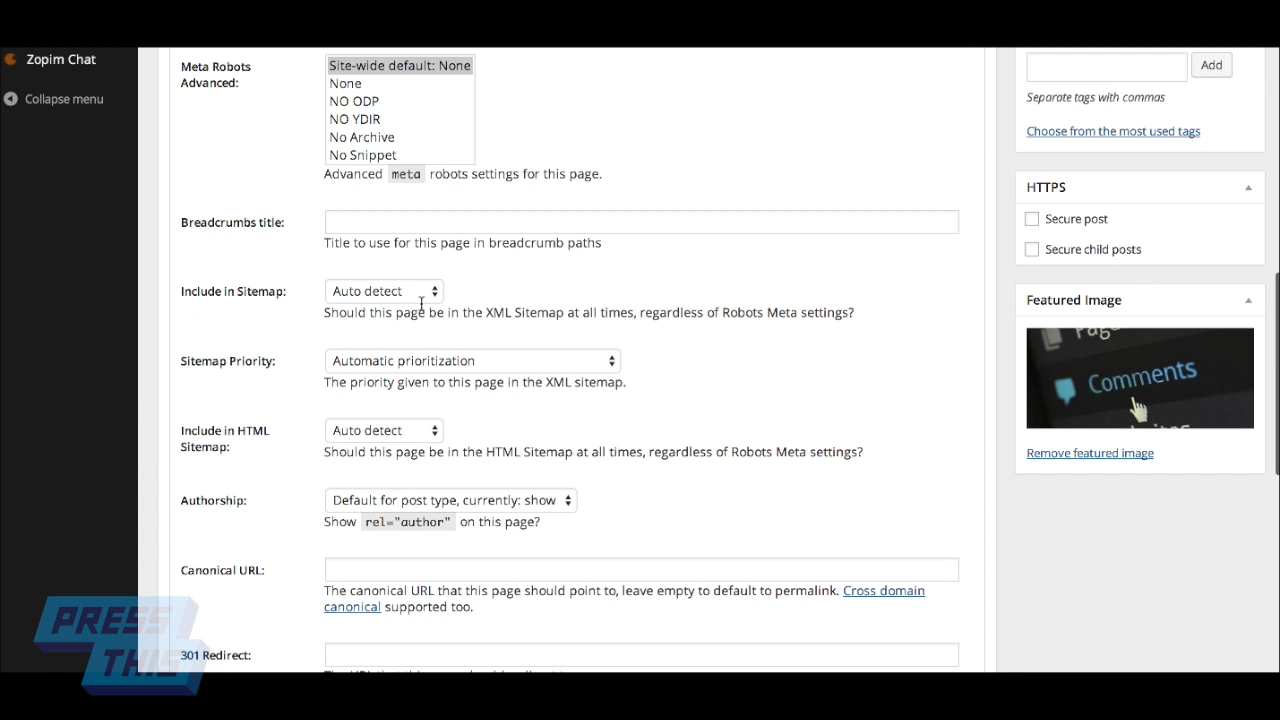 Zopim Chat
Collapse menu
Meta Robots
Advanced:
Site-wide default: None
None
NO ODP
NO YDIR
No Archive
No Snippet
Advanced meta robots settings for this page.
Breadcrumbs title:
Title to use for this page in breadcrumb paths
Include in Sitemap:
Auto detect
Should this page be in the XML Sitemap at all times, regardless of Robots Meta settings?
Sitemap Priority:
Automatic prioritization
The priority given to this page in the XML sitemap.
Include in HTML
Sitemap:
Auto detect
Should this page be in the HTML Sitemap at all times, regardless of Robots Meta settings?
Authorship:
Default for post type, currently: show
Show rel="author" on this page?
Canonical URL:
The canonical URL that this page should point to, leave empty to default to permalink. Cross domain
canonical supported too.
301 Redirect:
Add
Separate tags with commas
Choose from the most used tags
HTTPS
Secure post
Secure child posts
Featured Image
Comments
Remove featured image
PRESS
THIS